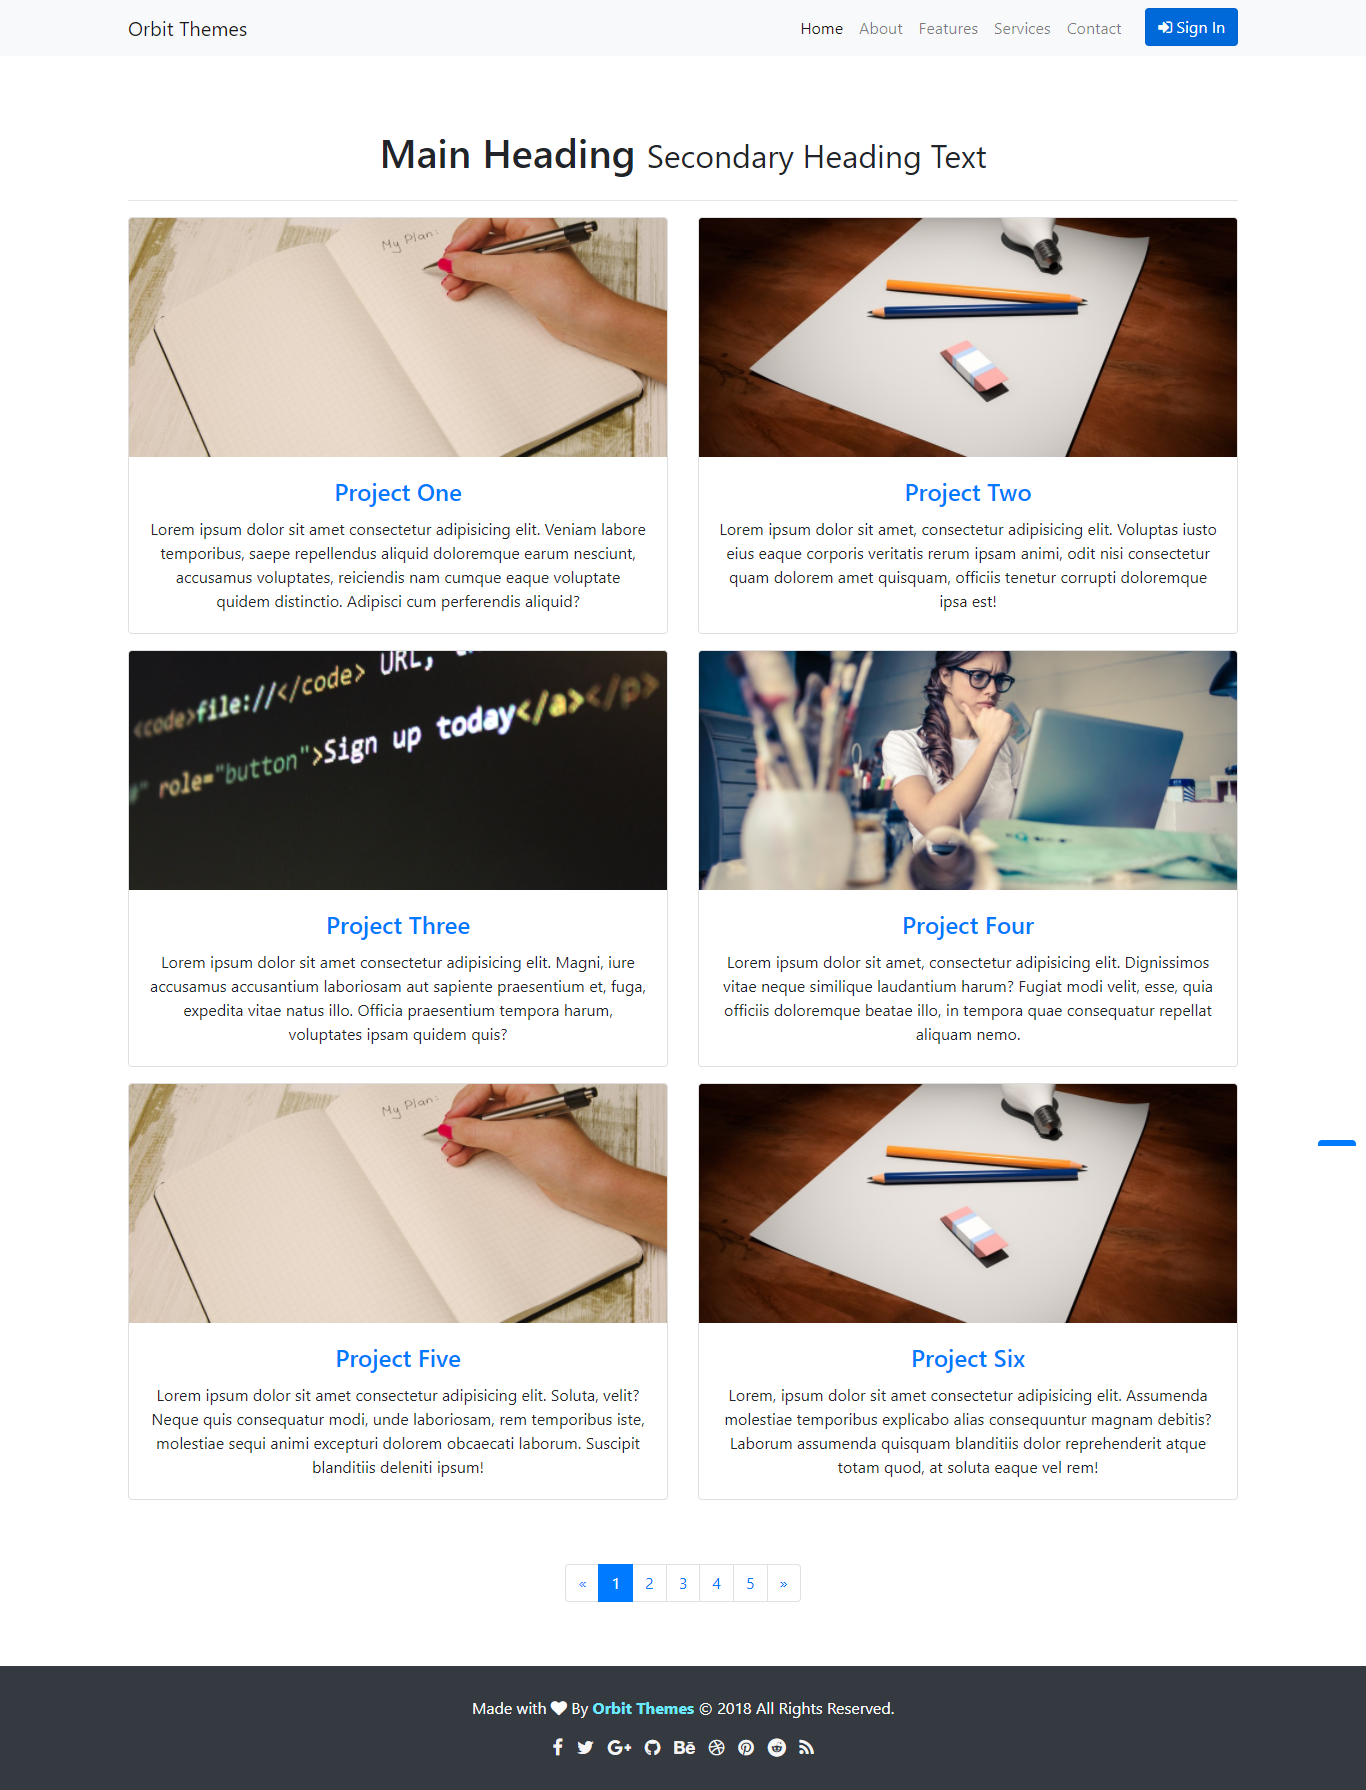 Orbit Themes
Home About Features Services Contact Sign In
Main Heading Secondary Heading Text
My Plan:
Project One
Lorem ipsum dolor sit amet consectetur adipisicing elit. Veniam labore
temporibus, saepe repellendus aliquid doloremque earum nesciunt,
accusamus voluptates, reiciendis nam cumque eaque voluptate
quidem distinctio. Adipisci cum perferendis aliquid?
Project Two
Lorem ipsum dolor sit amet, consectetur adipisicing elit. Voluptas iusto
eius eaque corporis veritatis rerum ipsam animi, odit nisi consectetur
quam dolorem amet quisquam, officiis tenetur corrupti doloremque
ipsa est!
<code>file://</code> URL,
Sign up today</a></p>
role="button">
Project Three
Lorem ipsum dolor sit amet consectetur adipisicing elit. Magni, iure
accusamus accusantium laboriosam aut sapiente praesentium et, fuga,
expedita vitae natus illo. Officia praesentium tempora harum,
voluptates ipsam quidem quis?
Project Four
Lorem ipsum dolor sit amet, consectetur adipisicing elit. Dignissimos
vitae neque similique laudantium harum? Fugiat modi velit, esse, quia
officiis doloremque beatae illo, in tempora quae consequatur repellat
aliquam nemo.
My Plan:
Project Five
Lorem ipsum dolor sit amet consectetur adipisicing elit. Soluta, velit?
Neque quis consequatur modi, unde laboriosam, rem temporibus iste,
molestiae sequi animi excepturi dolorem obcaecati laborum. Suscipit
blanditiis deleniti ipsum!
Project Six
Lorem, ipsum dolor sit amet consectetur adipisicing elit. Assumenda
molestiae temporibus explicabo alias consequuntur magnam debitis?
Laborum assumenda quisquam blanditiis dolor reprehenderit atque
totam quod, at soluta eaque vel rem!
« 1 2 3 4 5 »
Made with By Orbit Themes © 2018 All Rights Reserved.